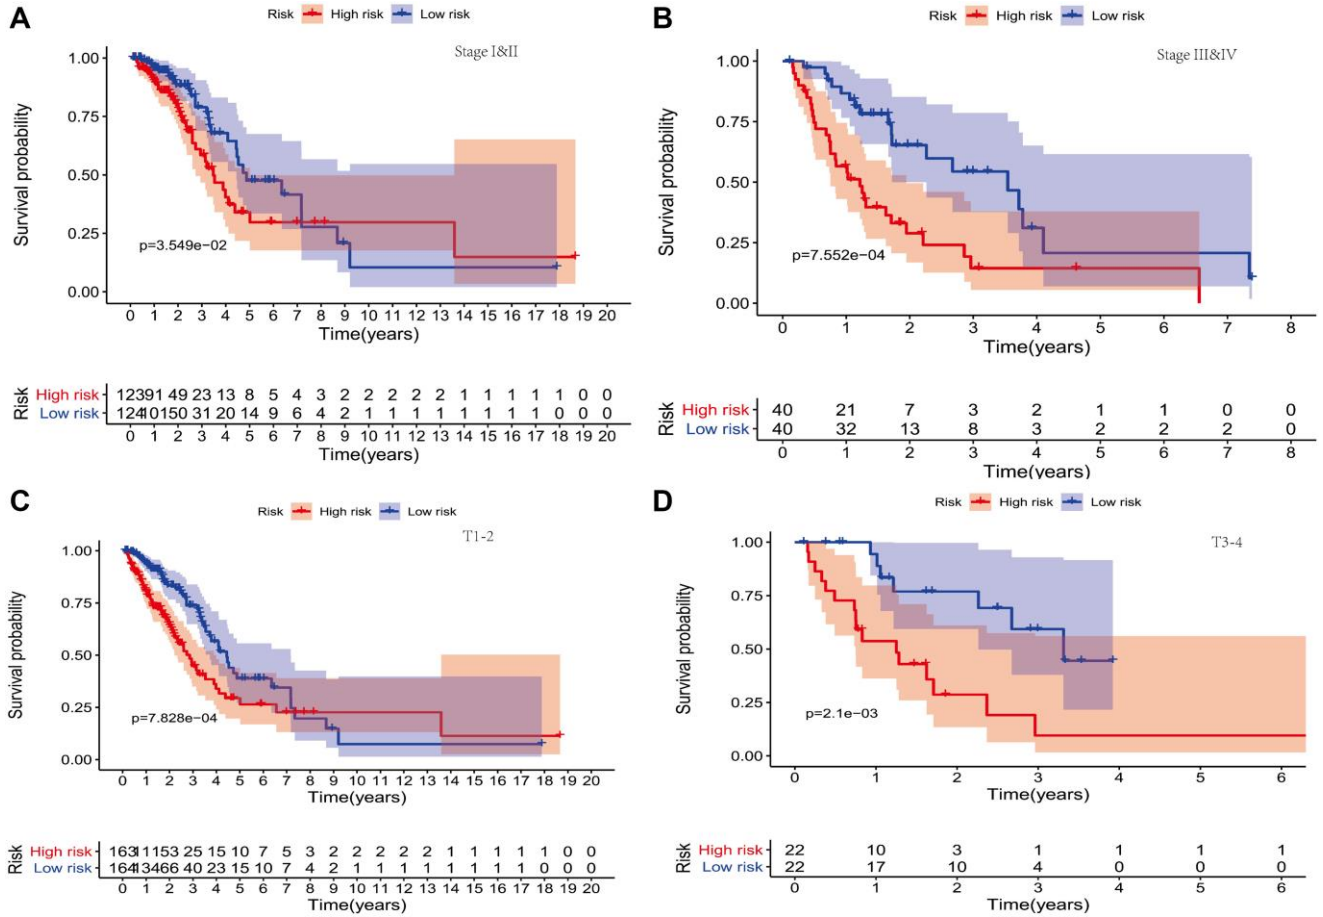 A
Risk High risk Low risk
Stage I&II
Survival probability
1.00
0.75
0.50
0.25
0.00
p=3.549e−02
0 1 2 3 4 5 6 7 8 9 10 11 12 13 14 15 16 17 18 19 20
Time(years)
Risk
High risk 123 91 49 23 13 8 5 4 3 2 2 2 2 2 1 1 1 1 1 0 0
Low risk 124 101 50 31 20 14 9 6 4 2 1 1 1 1 1 1 1 1 0 0 0
0 1 2 3 4 5 6 7 8 9 10 11 12 13 14 15 16 17 18 19 20
Time(years)
B
Risk High risk Low risk
Stage III&IV
Survival probability
1.00
0.75
0.50
0.25
0.00
p=7.552e−04
0 1 2 3 4 5 6 7 8
Time(years)
Risk
High risk 40 21 7 3 2 1 1 0 0
Low risk 40 32 13 8 3 2 2 2 0
0 1 2 3 4 5 6 7 8
Time(years)
C
Risk High risk Low risk
T1-2
Survival probability
1.00
0.75
0.50
0.25
0.00
p=7.828e−04
0 1 2 3 4 5 6 7 8 9 10 11 12 13 14 15 16 17 18 19 20
Time(years)
Risk
High risk 163 111 53 25 15 10 7 5 3 2 2 2 2 2 1 1 1 1 1 0 0
Low risk 164 134 66 40 23 15 10 7 4 2 1 1 1 1 1 1 1 1 0 0 0
0 1 2 3 4 5 6 7 8 9 10 11 12 13 14 15 16 17 18 19 20
Time(years)
D
Risk High risk Low risk
T3-4
Survival probability
1.00
0.75
0.50
0.25
0.00
p=2.1e−03
0 1 2 3 4 5 6
Time(years)
Risk
High risk 22 10 3 1 1 1 1
Low risk 22 17 10 4 0 0 0
0 1 2 3 4 5 6
Time(years)